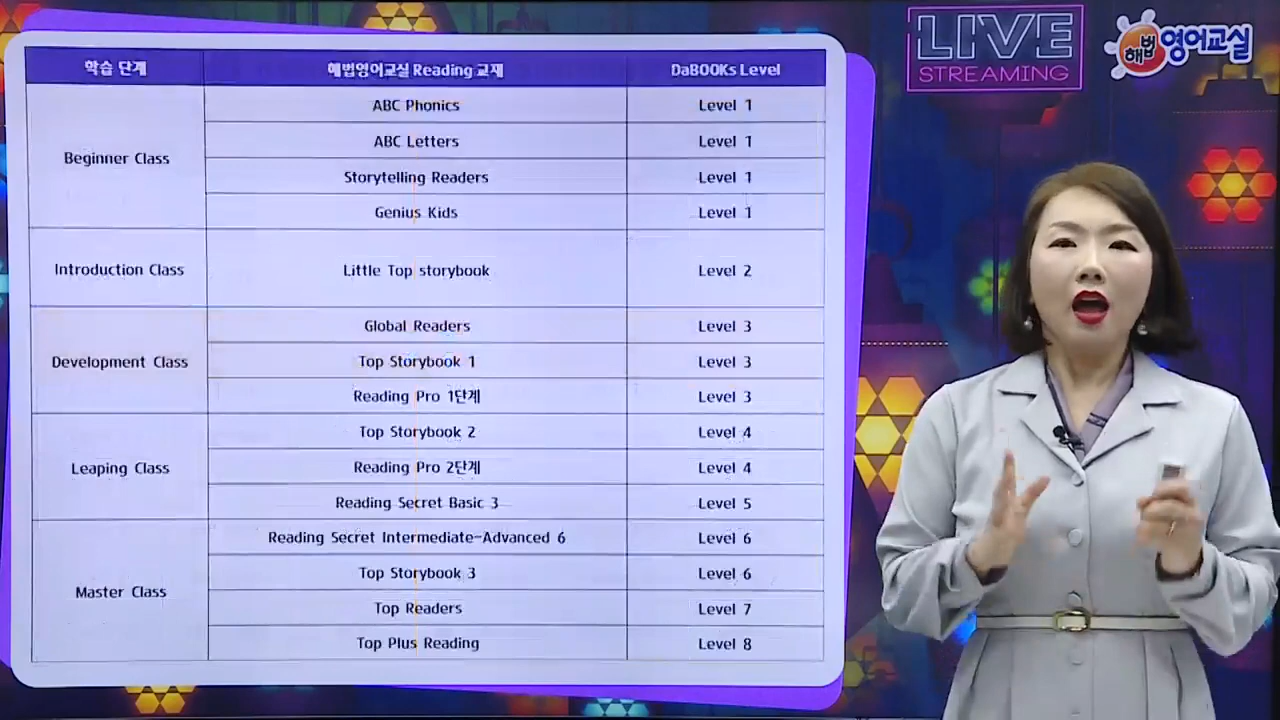 LIVE
STREAMING
해법영어교실
학습 단계 해법영어교실 Reading 교재 DaBOOKs Level
Beginner Class ABC Phonics Level 1
ABC Letters Level 1
Storytelling Readers Level 1
Genius Kids Level 1
Introduction Class Little Top storybook Level 2
Development Class Global Readers Level 3
Top Storybook 1 Level 3
Reading Pro 1단계 Level 3
Leaping Class Top Storybook 2 Level 4
Reading Pro 2단계 Level 4
Reading Secret Basic 3 Level 5
Master Class Reading Secret Intermediate-Advanced 6 Level 6
Top Storybook 3 Level 6
Top Readers Level 7
Top Plus Reading Level 8